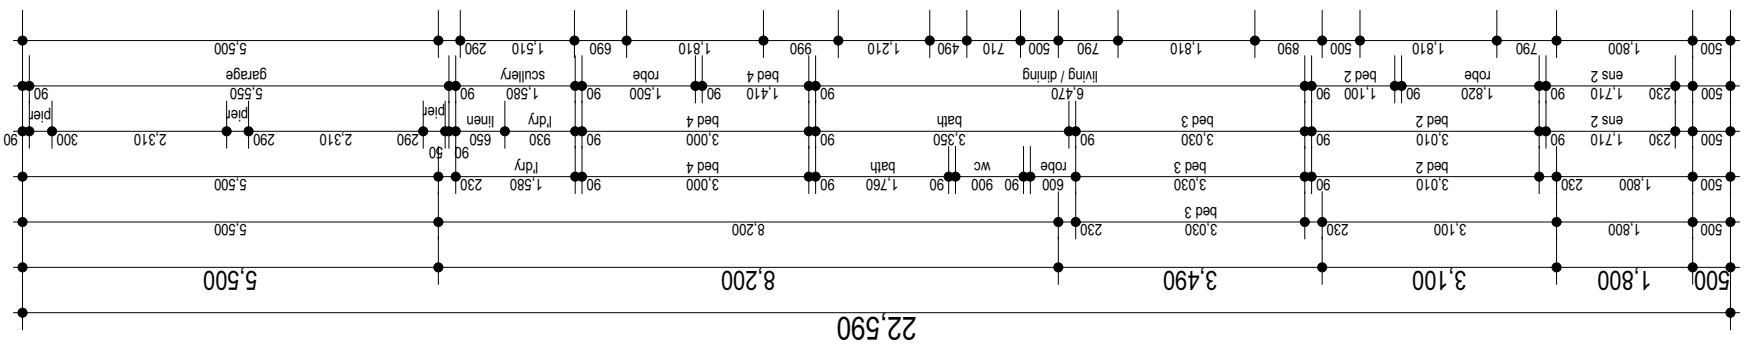 22,590
500 1,800 3,100 3,490 8,200 5,500
500 1,800 3,100 230 3,030 230 8,200 5,500
bed 3
500 1,800 230 3,010 90 3,030 600 90 900 90 1,760 90 3,000 90 1,580 230 5,500
bed 2 bed 3 robe wc bath bed 4 l'dry
500 230 1,710 90 3,010 90 3,030 90 3,350 90 3,000 90 930 650 90 50 290 2,310 290 2,310 300 90
ens 2 bed 2 bed 3 bath bed 4 l'dry linen pier pier pier
500 230 1,710 90 1,820 90 1,100 90 6,470 90 1,410 90 1,500 90 1,580 90 5,550 90
ens 2 robe bed 2 living / dining bed 4 robe scullery garage
500 1,800 790 1,810 500 890 1,810 790 500 710 490 1,210 990 1,810 690 1,510 290 5,500